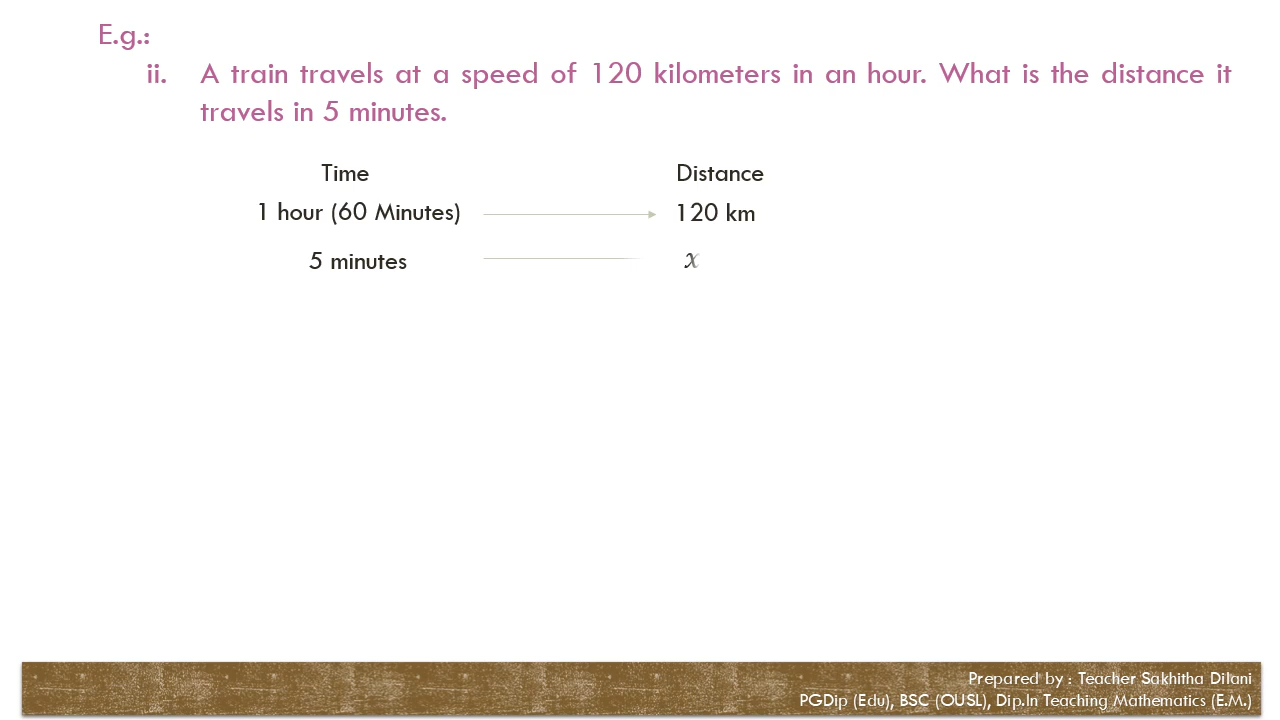 E.g.:
ii. A train travels at a speed of 120 kilometers in an hour. What is the distance it
travels in 5 minutes.
Time Distance
1 hour (60 Minutes) 120 km
5 minutes x
Prepared by : Teacher Sakhitha Dilani
PGDip (Edu), BSC (OUSL), Dip.In Teaching Mathematics (E.M.)